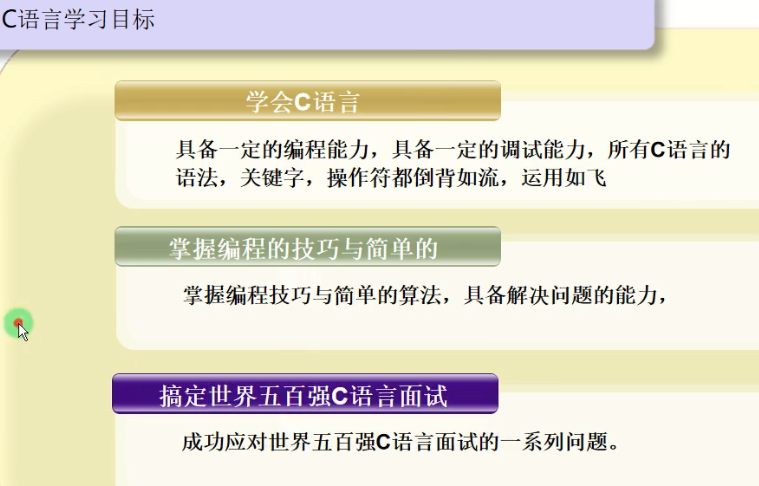 C语言学习目标
学会C语言
具备一定的编程能力，具备一定的调试能力，所有C语言的
语法，关键字，操作符都倒背如流，运用如飞
掌握编程的技巧与简单的
掌握编程技巧与简单的算法，具备解决问题的能力，
搞定世界五百强C语言面试
成功应对世界五百强C语言面试的一系列问题。